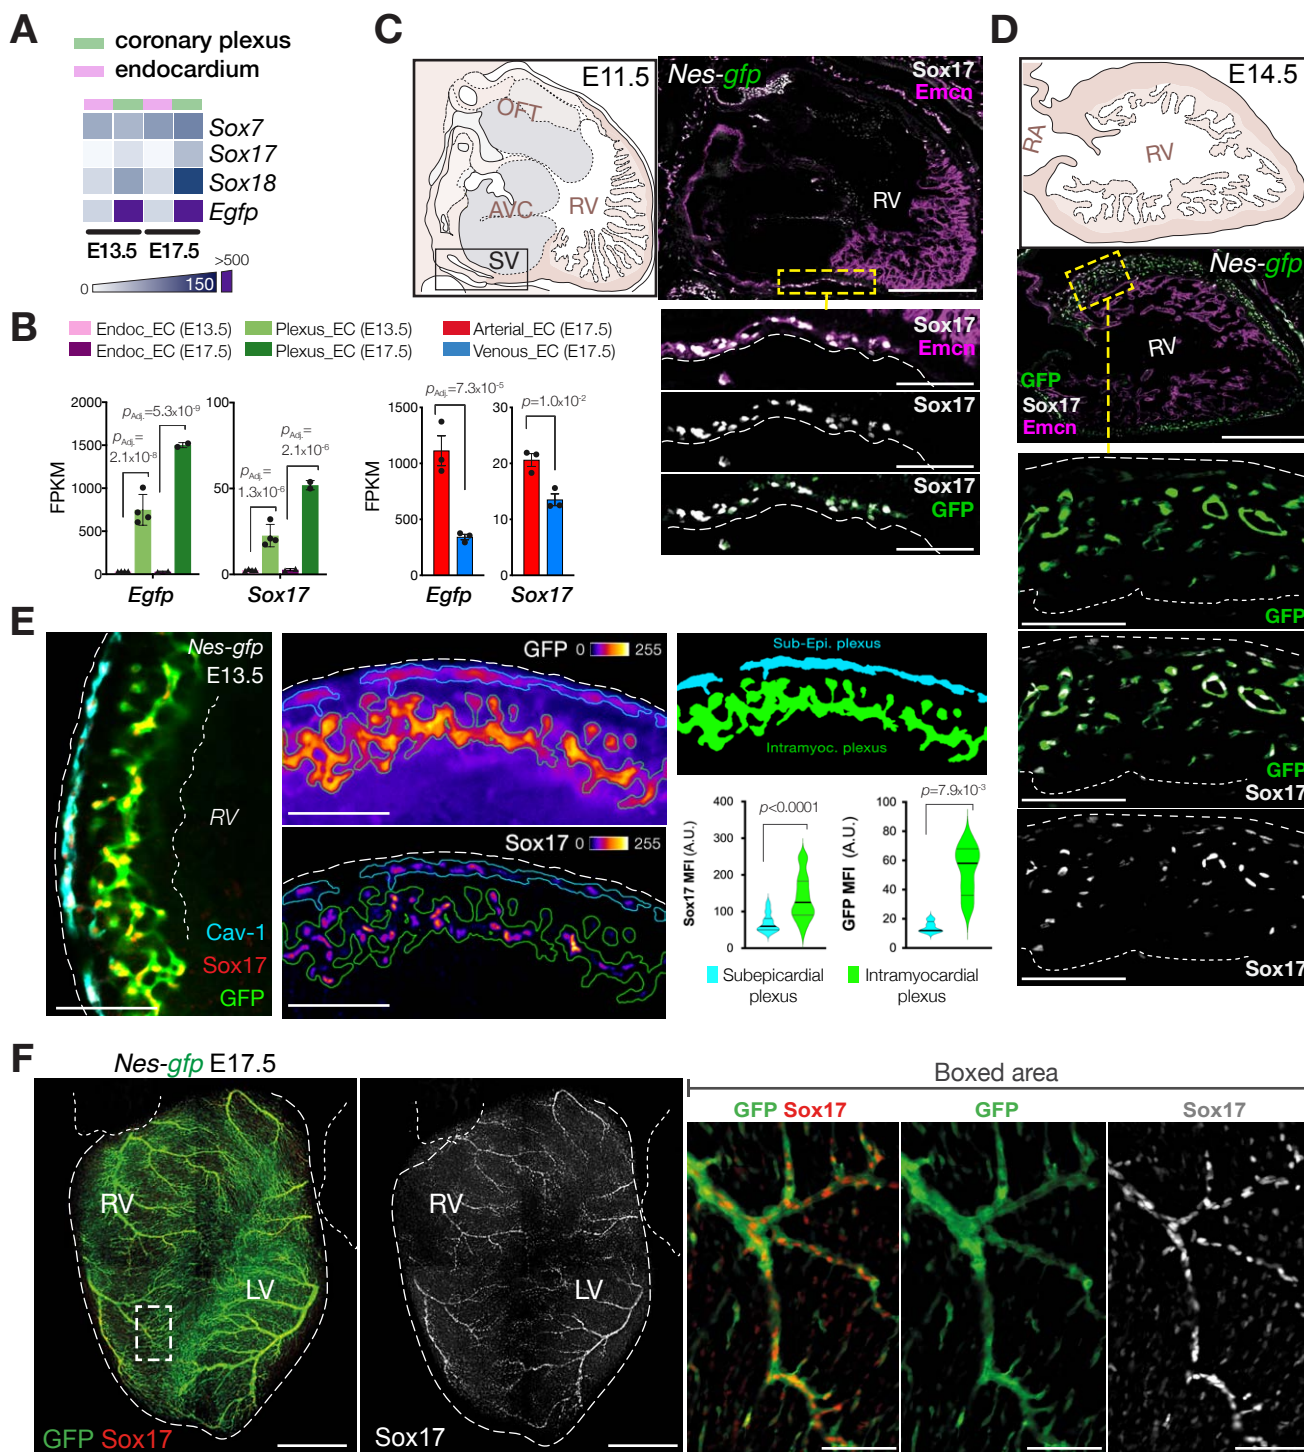 A
coronary plexus
endocardium
Sox7
Sox17
Sox18
Egfp
E13.5 E17.5
>500
0 150
B
Endoc_EC (E13.5) Plexus_EC (E13.5) Arterial_EC (E17.5)
Endoc_EC (E17.5) Plexus_EC (E17.5) Venous_EC (E17.5)
FPKM
2000
1500
1000
500
0
pAdj.=
2.1x10-8
pAdj.=5.3x10-9
Egfp
100
50
0
pAdj.=
1.3x10-6
pAdj.=
2.1x10-6
Sox17
FPKM
1500
1000
500
0
pAdj.=7.3x10-5
Egfp
30
20
10
0
p=1.0x10-2
Sox17
C
E11.5
OFT
AVC
RV
SV
Nes-gfp
Sox17
Emcn
RV
Sox17
Emcn
Sox17
Sox17
GFP
D
E14.5
RA
RV
Nes-gfp
RV
GFP
Sox17
Emcn
GFP
GFP
Sox17
Sox17
E
Nes-gfp
E13.5
RV
Cav-1
Sox17
GFP
GFP 0 255
Sox17 0 255
Sub-Epi. plexus
Intramyoc. plexus
Sox17 MFI (A.U.)
400
300
200
100
0
p<0.0001
GFP MFI (A.U.)
100
80
60
40
20
0
p=7.9x10-3
Subepicardial
plexus
Intramyocardial
plexus
F
Nes-gfp E17.5
RV
LV
GFP Sox17
RV
LV
Sox17
Boxed area
GFP Sox17
GFP
Sox17